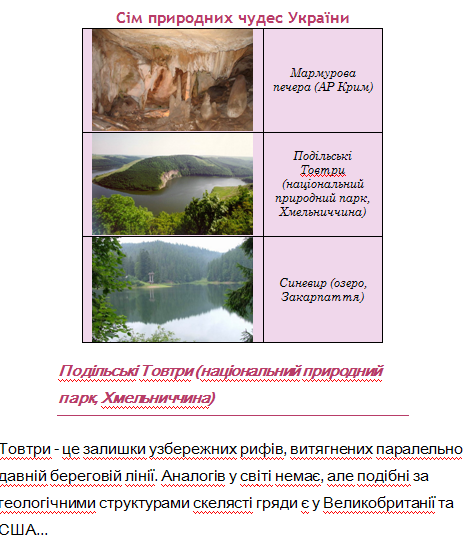 Сім природних чудес України
Мармурова
печера (АР Крим)
Подільські
Товтри
(національний
природний парк,
Хмельниччина)
Синевир (озеро,
Закарпаття)
Подільські Товтри (національний природний
парк, Хмельниччина)
Товтри - це залишки узбережних рифів, витягнених паралельно
давній береговій лінії. Аналогів у світі немає, але подібні за
геологічними структурами скелясті гряди є у Великобританії та
США...